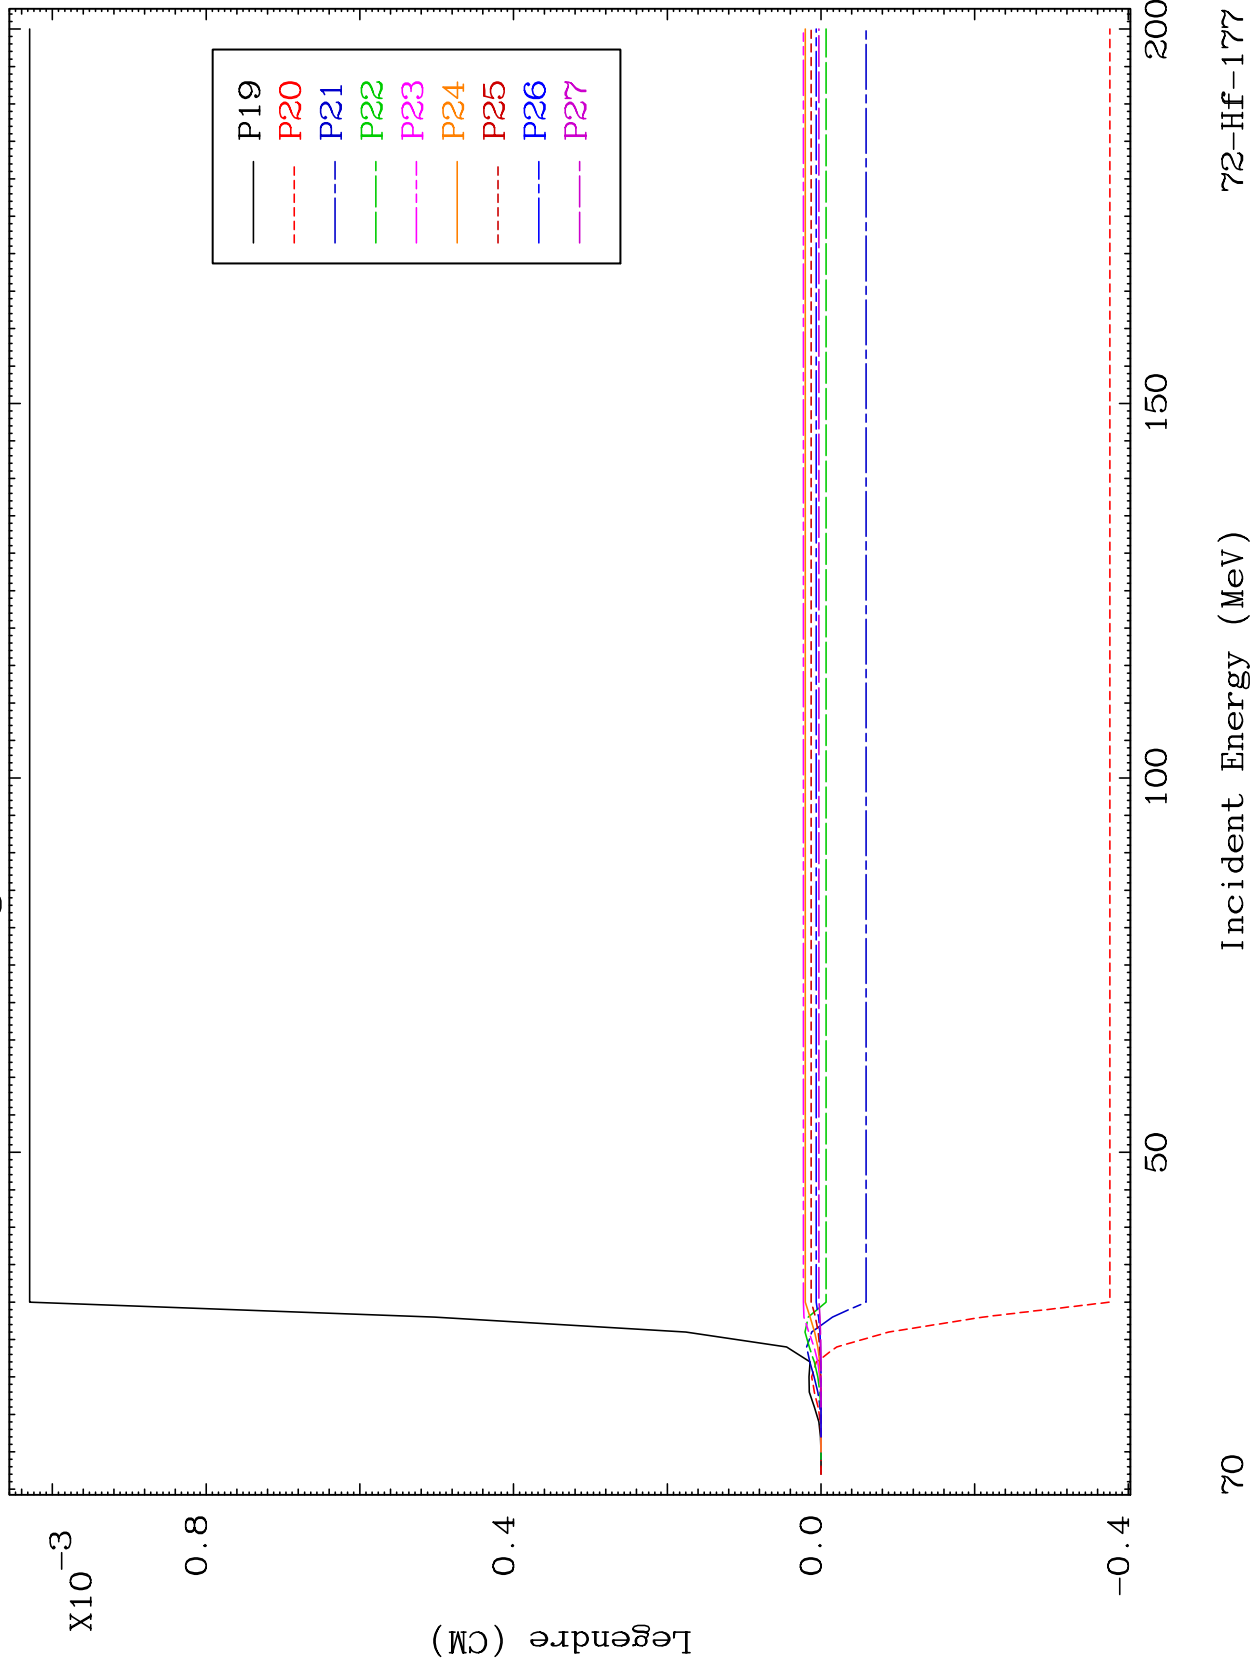 X10-3
0.8
0.4
0.0
-0.4
Legendre (CM)
P19
P20
P21
P22
P23
P24
P25
P26
P27
50
100
150
200
70
Incident Energy (MeV)
72-Hf-177